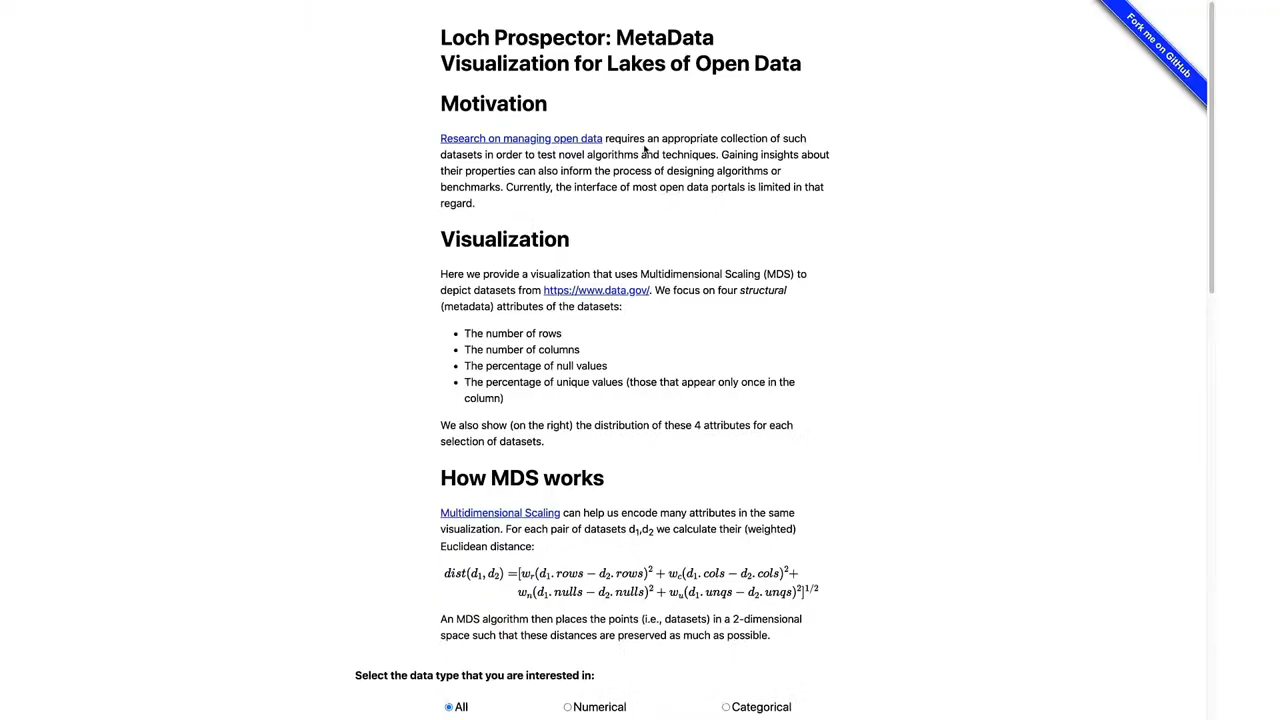 Fork me on GitHub
Loch Prospector: MetaData
Visualization for Lakes of Open Data
Motivation
Research on managing open data requires an appropriate collection of such
datasets in order to test novel algorithms and techniques. Gaining insights about
their properties can also inform the process of designing algorithms or
benchmarks. Currently, the interface of most open data portals is limited in that
regard.
Visualization
Here we provide a visualization that uses Multidimensional Scaling (MDS) to
depict datasets from https://www.data.gov/. We focus on four structural
(metadata) attributes of the datasets:
• The number of rows
• The number of columns
• The percentage of null values
• The percentage of unique values (those that appear only once in the
column)
We also show (on the right) the distribution of these 4 attributes for each
selection of datasets.
How MDS works
Multidimensional Scaling can help us encode many attributes in the same
visualization. For each pair of datasets d₁,d₂ we calculate their (weighted)
Euclidean distance:
dist(d₁, d₂) =[wᵣ(d₁. rows − d₂. rows)² + w_c(d₁. cols − d₂. cols)²+
wₙ(d₁. nulls − d₂. nulls)² + wᵤ(d₁. unqs − d₂. unqs)²]^1/2
An MDS algorithm then places the points (i.e., datasets) in a 2-dimensional
space such that these distances are preserved as much as possible.
Select the data type that you are interested in:
All Numerical Categorical